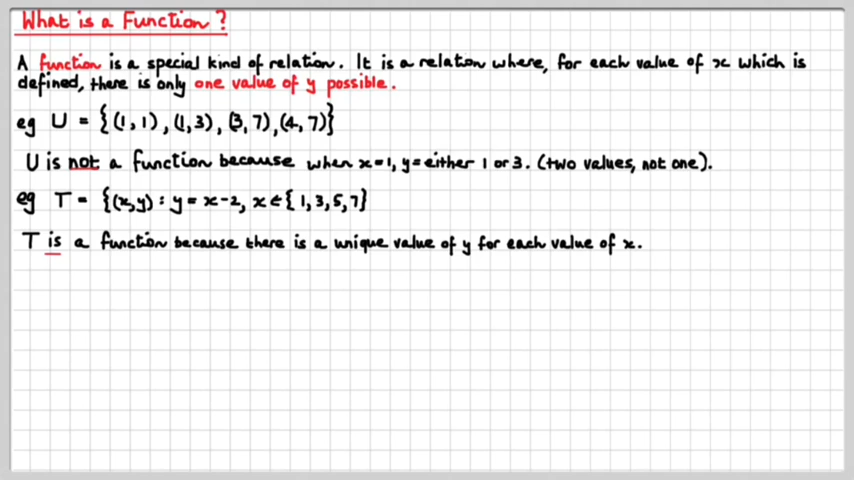 What is a Function?
A function is a special kind of relation. It is a relation where, for each value of x which is
defined, there is only one value of y possible.
eg U = {(1,1), (1,3), (3,7), (4,7)}
U is not a function because when x=1, y=either 1 or 3. (two values, not one).
eg T = {(x,y) : y = x-2, x ∈ { 1,3,5,7}
T is a function because there is a unique value of y for each value of x.